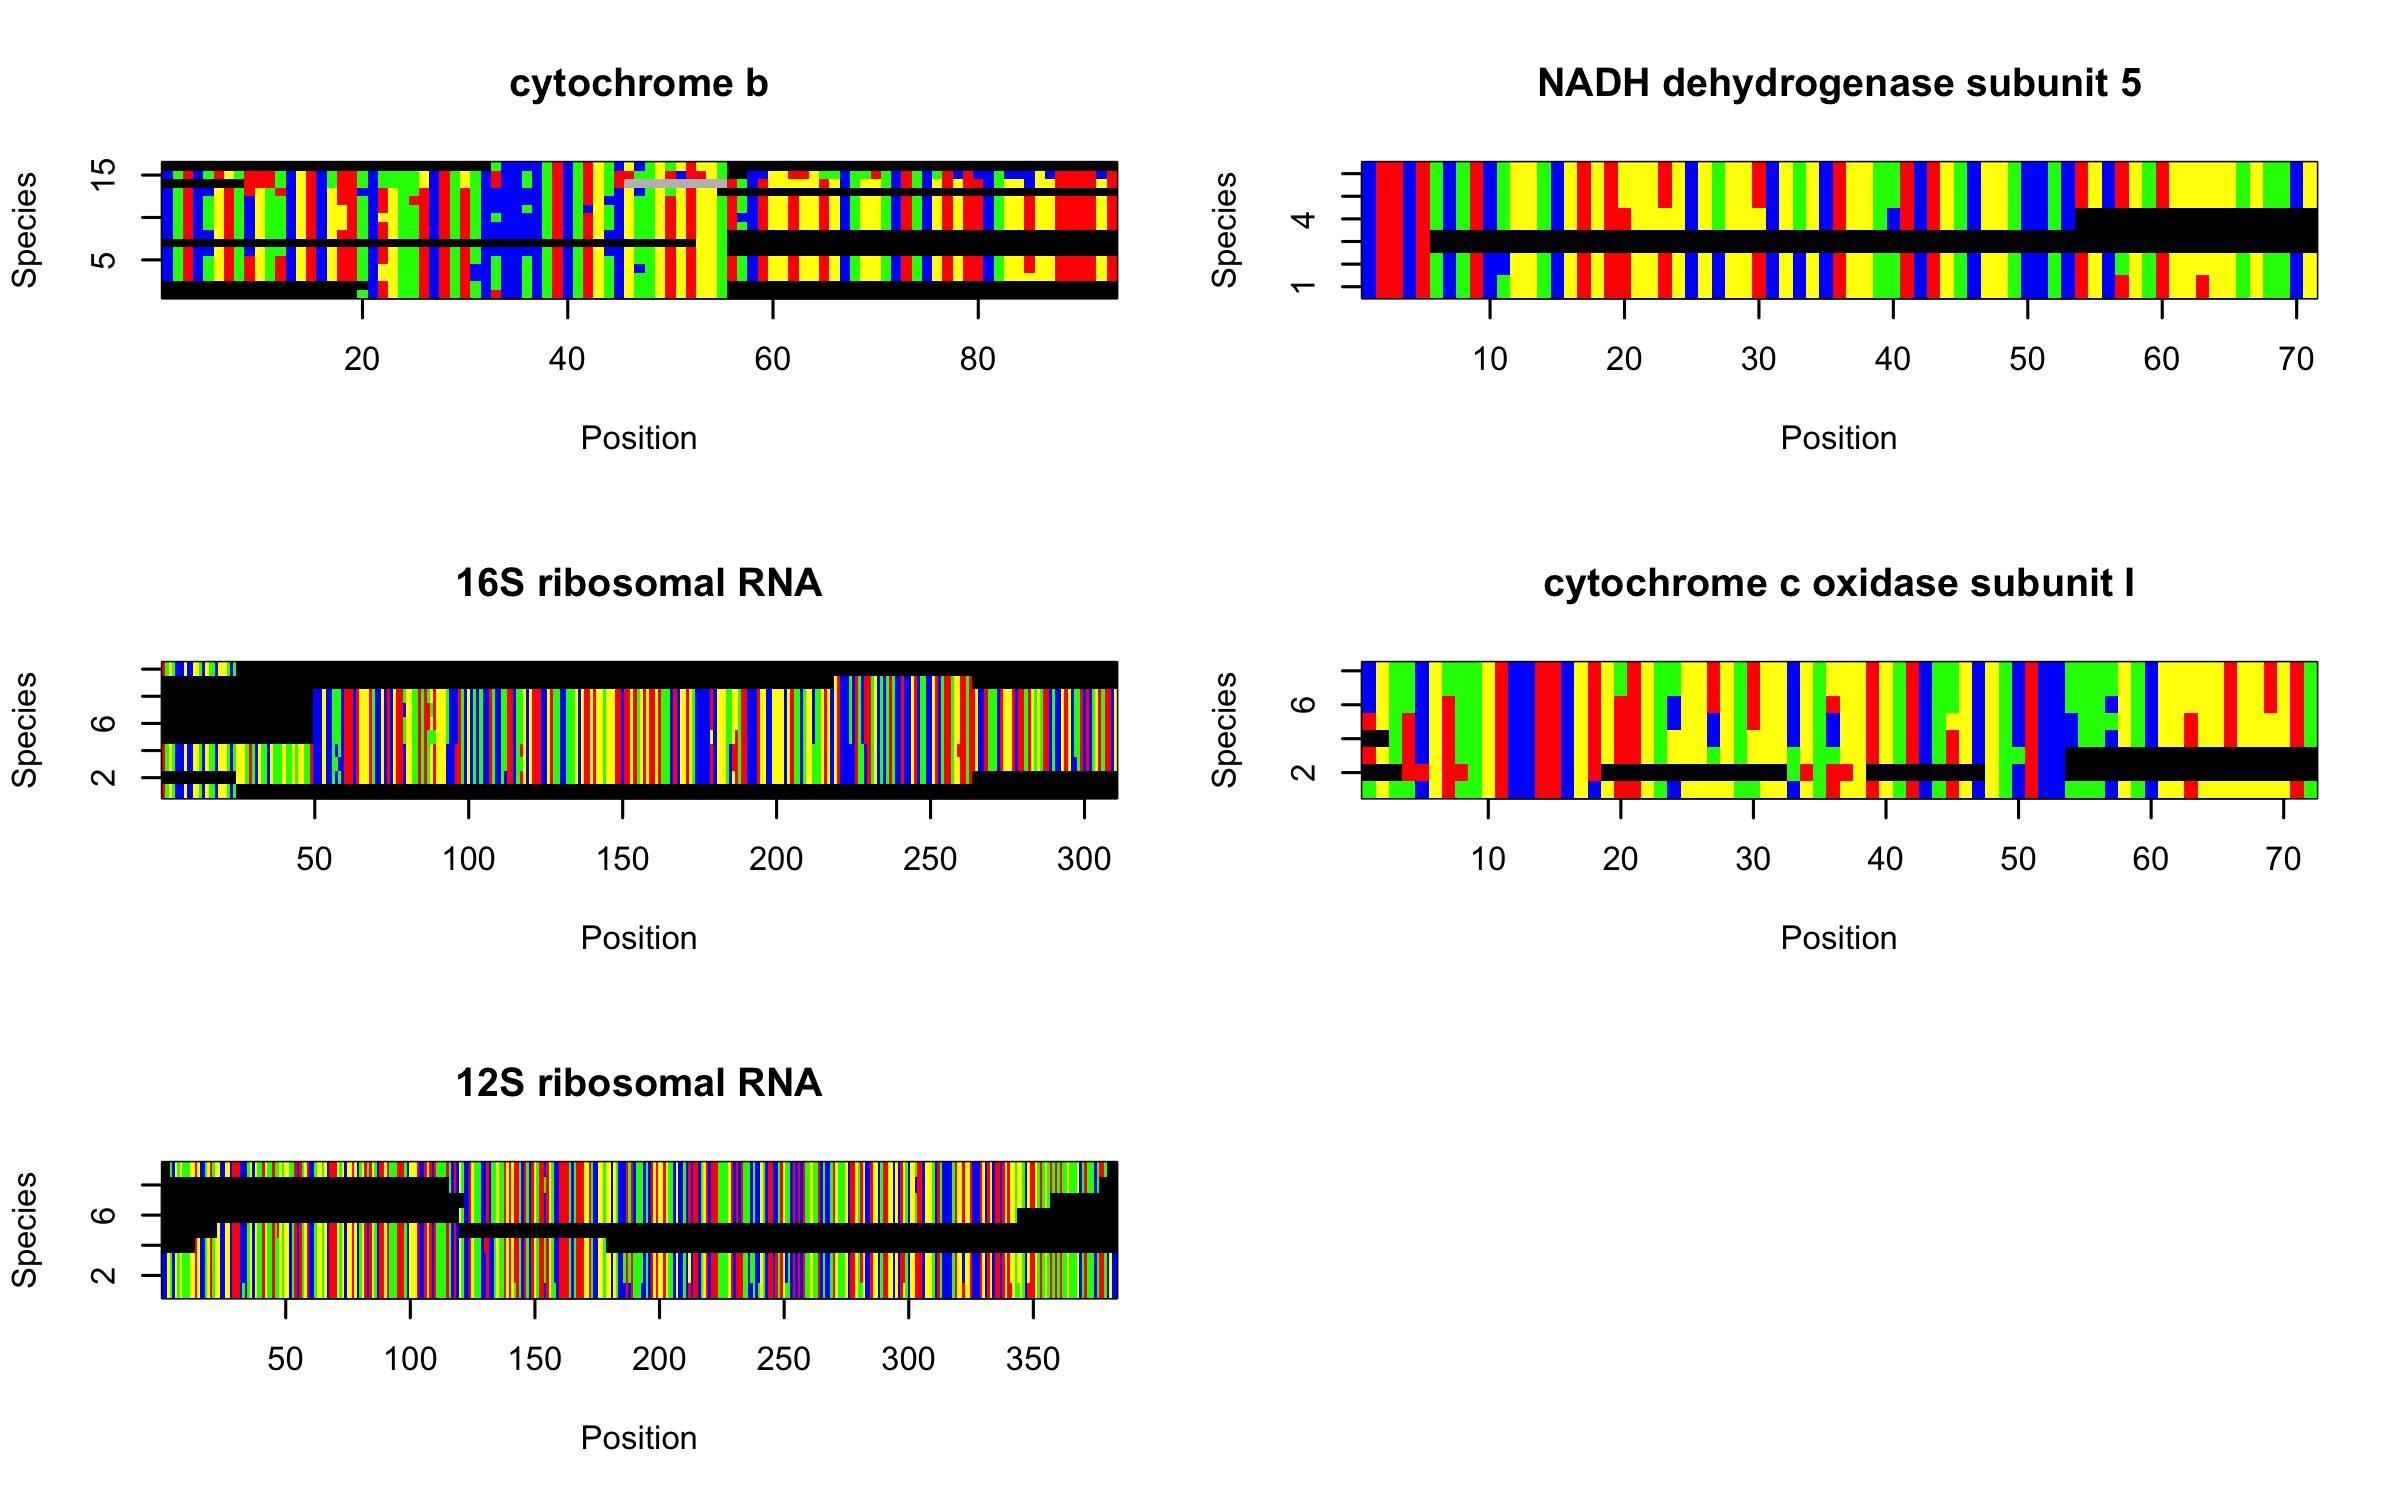 cytochrome b
Species
5
15
20 40 60 80
Position
NADH dehydrogenase subunit 5
Species
1
4
10 20 30 40 50 60 70
Position
16S ribosomal RNA
Species
2
6
50 100 150 200 250 300
Position
cytochrome c oxidase subunit I
Species
2
6
10 20 30 40 50 60 70
Position
12S ribosomal RNA
Species
2
6
50 100 150 200 250 300 350
Position